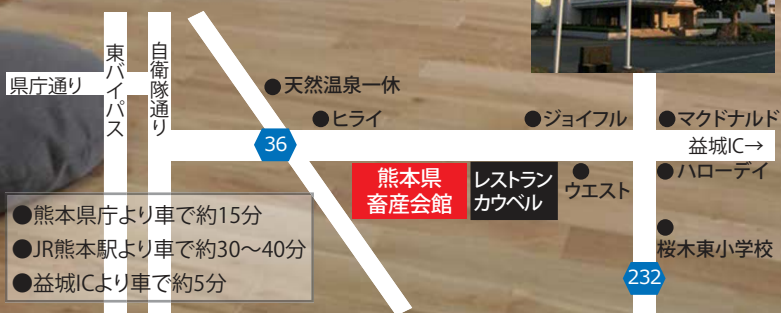 県庁通り
東バイパス
自衛隊通り
●天然温泉一休
●ヒライ
●ジョイフル
●マクドナルド
益城IC→
36
熊本県
畜産会館
レストラン
カウベル
●
ウエスト
●ハローデイ
●
桜木東小学校
232
●熊本県庁より車で約15分
●JR熊本駅より車で約30〜40分
●益城ICより車で約5分